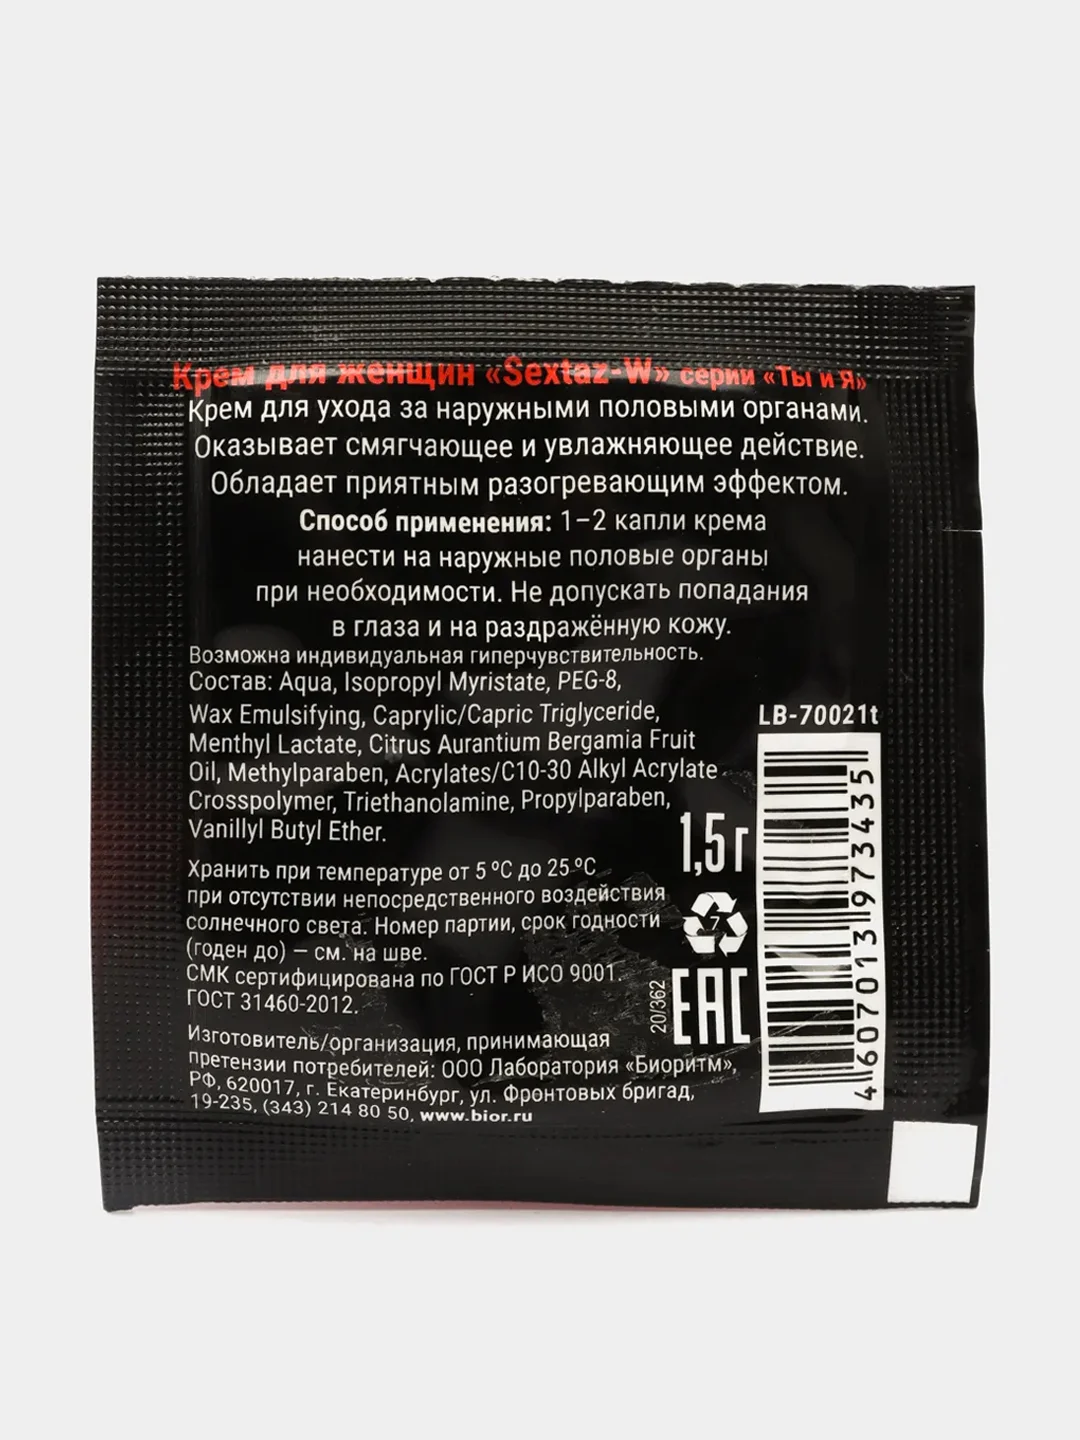 Крем для женщин «Sextaz-W» серии «Ты и Я»
Крем для ухода за наружными половыми органами.
Оказывает смягчающее и увлажняющее действие.
Обладает приятным разогревающим эффектом.
Способ применения: 1–2 капли крема
нанести на наружные половые органы
при необходимости. Не допускать попадания
в глаза и на раздражённую кожу.
Возможна индивидуальная гиперчувствительность.
Состав: Aqua, Isopropyl Myristate, PEG-8,
Wax Emulsifying, Caprylic/Capric Triglyceride,
Menthyl Lactate, Citrus Aurantium Bergamia Fruit
Oil, Methylparaben, Acrylates/C10-30 Alkyl Acrylate
Crosspolymer, Triethanolamine, Propylparaben,
Vanillyl Butyl Ether.
Хранить при температуре от 5 ºС до 25 ºС
при отсутствии непосредственного воздействия
солнечного света. Номер партии, срок годности
(годен до) — см. на шве.
СМК сертифицирована по ГОСТ Р ИСО 9001.
ГОСТ 31460-2012.
Изготовитель/организация, принимающая
претензии потребителей: ООО Лаборатория «Биоритм»,
РФ, 620017, г. Екатеринбург, ул. Фронтовых бригад,
19-235, (343) 214 80 50, www.bior.ru
LB-70021t
1,5 г
7
20/362
EAC
4 607013 973435